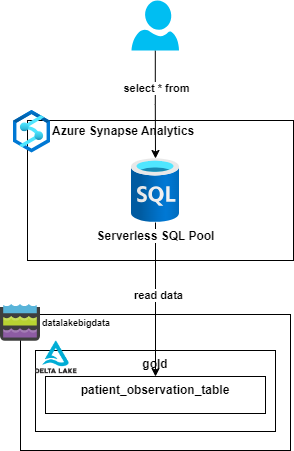 select * from
Azure Synapse Analytics
SQL
Serverless SQL Pool
read data
datalakebigdata
gold
DELTA LAKE
patient_observation_table